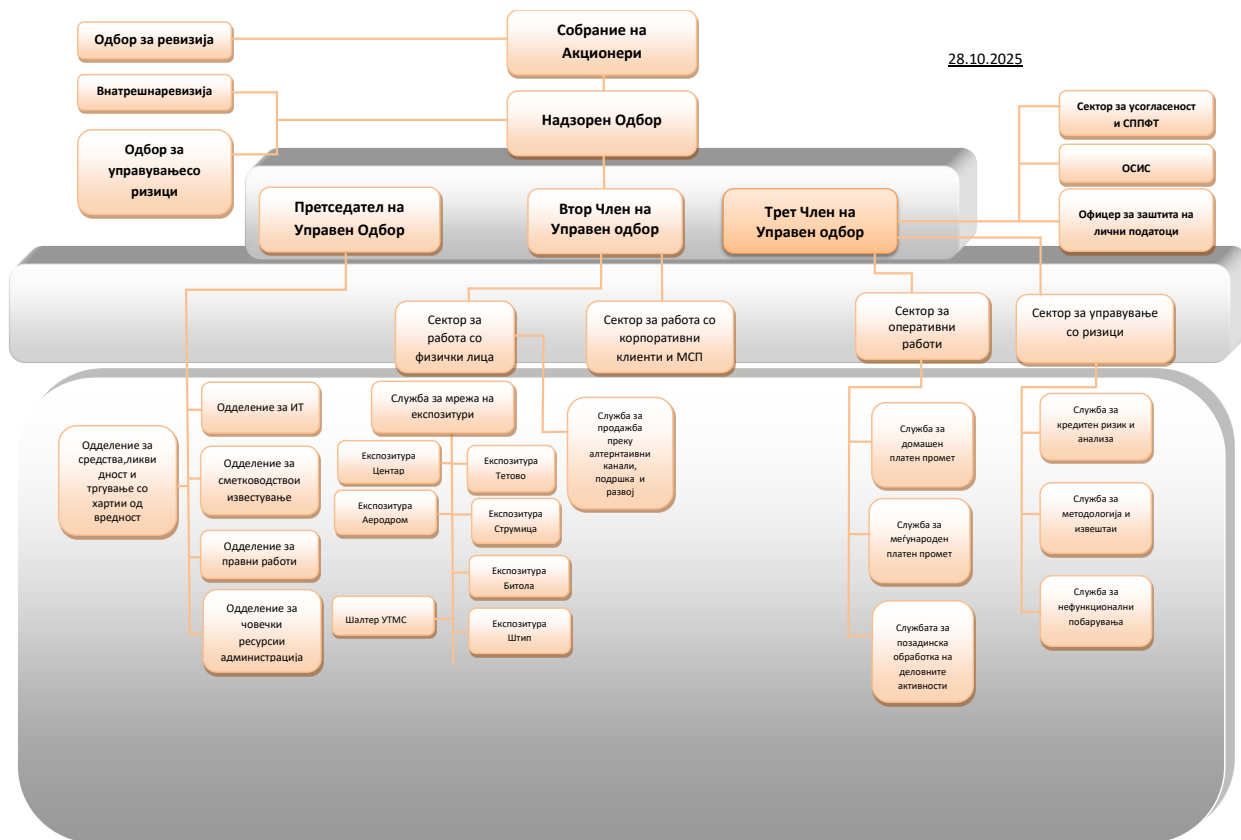 Одбор за ревизија
Собрание на
Акционери
28.10.2025
Внатрешнаревизија
Надзорен Одбор
Сектор за усогласеност
и СППФТ
Одбор за
управувањесо
ризици
ОСИС
Претседател на
Управен Одбор
Втор Член на
Управен одбор
Трет Член на
Управен одбор
Офицер за заштита на
лични податоци
Сектор за
работа со
физички лица
Сектор за работа со
корпоративни
клиенти и МСП
Сектор за
оперативни
работи
Сектор за управување
со ризици
Одделение за ИТ
Служба за мрежа на
експозитури
Служба за
продажба
преку
алтернтаивни
канали,
подршка и
развој
Служба за
домашен
платен промет
Служба за
кредитен ризик и
анализа
Одделение за
средства,ликви
дност и
тргување со
хартии од
вредност
Одделение за
сметководствои
известување
Експозитура
Центар
Експозитура
Тетово
Експозитура
Аеродром
Експозитура
Струмица
Служба за
меѓународен
платен промет
Служба за
методологија и
извештаи
Одделение за
правни работи
Експозитура
Битола
Служба за
нефункционални
побарувања
Одделение за
човечки
ресурсии
администрација
Шалтер УТМС
Експозитура
Штип
Службата за
позадинска
обработка на
деловните
активности